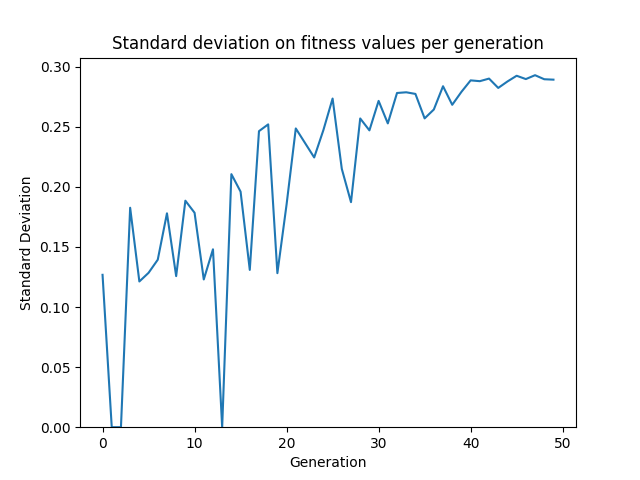 Standard deviation on fitness values per generation
0.30
0.25
0.20
0.15
0.10
0.05
0.00
Standard Deviation
0 10 20 30 40 50
Generation